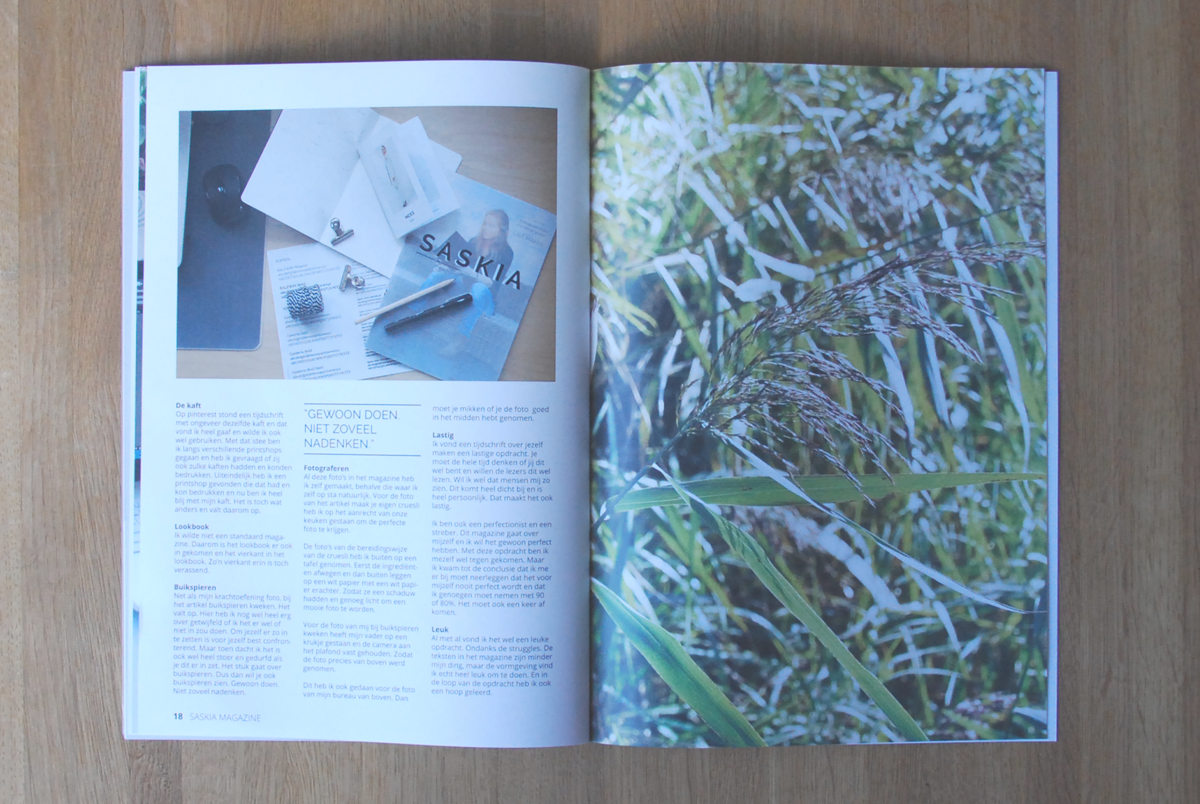 SASKIA
De kaft
Op pinterest stond een tijdschrift
met ongeveer dezelfde kaft en dat
vond ik heel gaaf en wilde ik ook
wel gebruiken. Met dat idee ben
ik langs verschillende printshops
gegaan en heb ik gevraagd of zij
ook zulke kaften hadden en konden
bedrukken. Uiteindelijk heb ik een
printshop gevonden die dat had en
kon bedrukken en nu ben ik heel
blij met mijn kaft. Het is toch wat
anders en valt daarom op.
Lookbook
Ik wilde niet een standaard maga-
zine. Daarom is het lookbook er ook
in gekomen en het vierkant in het
lookbook. Zo'n vierkant erin is toch
verassend.
Buikspieren
Net als mijn krachtoefening foto, bij
het artikel buikspieren kweken. Het
valt op. Hier heb ik nog wel heel erg
over getwijfeld of ik het er wel of
niet in zou doen. Om jezelf er zo in
te zetten is voor jezelf best confron-
terend. Maar toen dacht ik het is
ook wel heel stoer en gedurfd als
je dit er in zet. Het stuk gaat over
buikspieren. Dus dan wil je ook
buikspieren zien. Gewoon doen.
Niet zoveel nadenken.
"GEWOON DOEN
NIET ZOVEEL
NADENKEN."
Fotograferen
Al deze foto's in het magazine heb
ik zelf gemaakt, behalve die waar ik
zelf op sta natuurlijk. Voor de foto
van het artikel maak je eigen cruesli
heb ik op het aanrecht van onze
keuken gestaan om de perfecte
foto te krijgen.
De foto's van de bereidingswijze
van de cruesli heb ik buiten op een
tafel genomen. Eerst de ingrediënt-
en afwegen en dan buiten leggen
op een wit papier met een wit papi-
er erachter. Zodat ze een schaduw
hadden en genoeg licht om een
mooie foto te worden.
Voor de foto van mij bij buikspieren
kweken heeft mijn vader op een
krukje gestaan en de camera aan
het plafond vast gehouden. Zodat
de foto precies van boven werd
genomen.
Dit heb ik ook gedaan voor de foto
van mijn bureau van boven. Dan
moet je mikken of je de foto goed
in het midden hebt genomen.
Lastig
Ik vond een tijdschrift over jezelf
maken een lastige opdracht. Je
moet de hele tijd denken of jij dit
wel bent en willen de lezers dit wel
lezen. Wil ik wel dat mensen mij zo
zien. Dit komt heel dicht bij en is
heel persoonlijk. Dat maakt het ook
lastig.
Ik ben ook een perfectionist en een
streber. Dit magazine gaat over
mijzelf en ik wil het gewoon perfect
hebben. Met deze opdracht ben ik
mezelf wel tegen gekomen. Maar
ik kwam tot de conclusie dat ik me
er bij moet neerleggen dat het voor
mijzelf nooit perfect wordt en dat
ik genoegen moet nemen met 90
of 80%. Het moet ook een keer af
komen.
Leuk
Al met al vond ik het wel een leuke
opdracht. Ondanks de struggles. De
teksten in het magazine zijn minder
mijn ding, maar de vormgeving vind
ik echt heel leuk om te doen. En in
de loop van de opdracht heb ik ook
een hoop geleerd.
18 SASKIA MAGAZINE